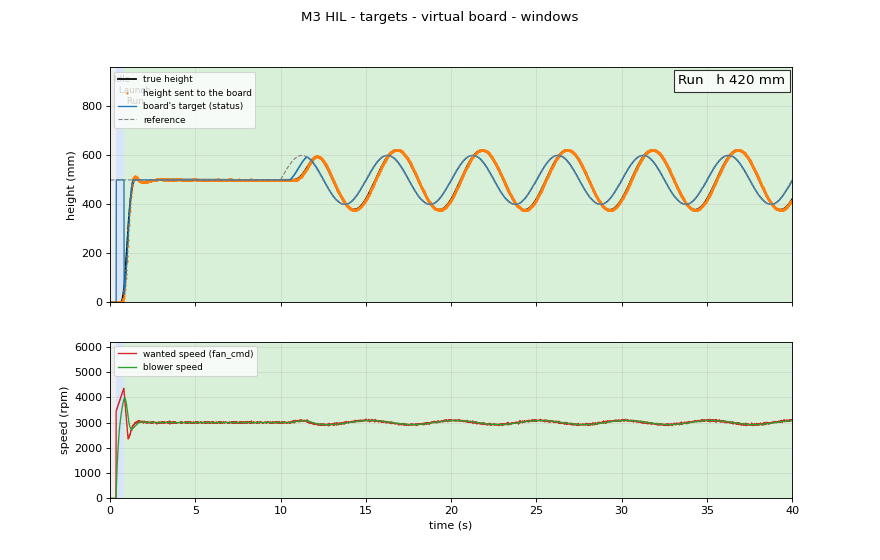 M3 HIL - targets - virtual board - windows
Run h 420 mm
Launch
Run
true height
height sent to the board
board's target (status)
reference
height (mm)
800
600
400
200
0
wanted speed (fan_cmd)
blower speed
speed (rpm)
6000
5000
4000
3000
2000
1000
0
0 5 10 15 20 25 30 35 40
time (s)